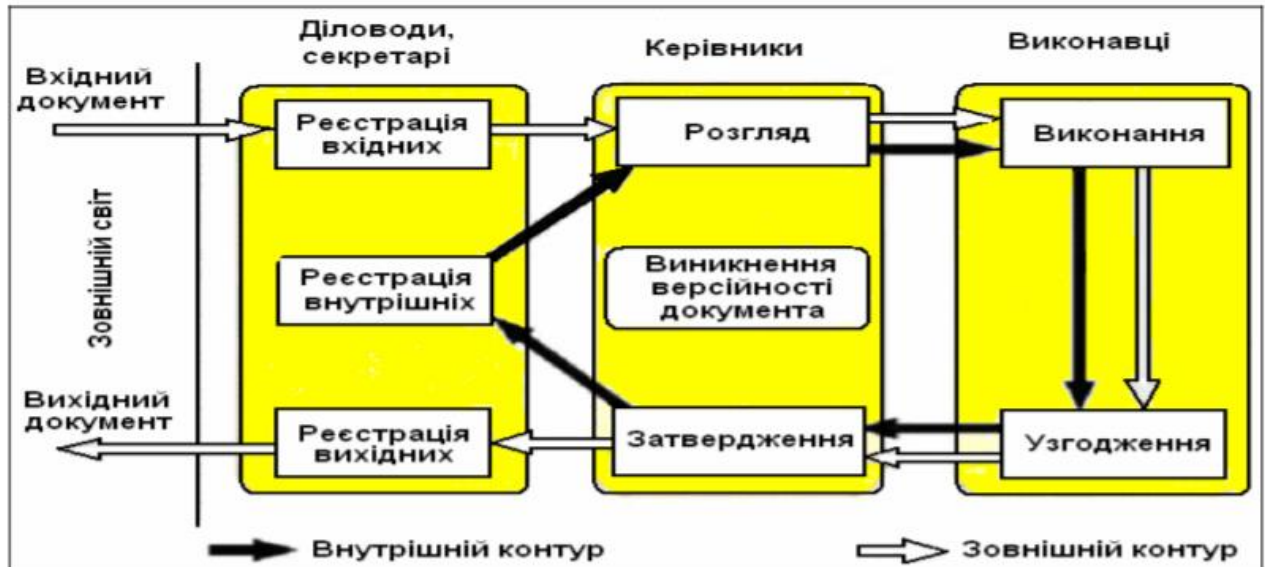 Діловоди,
секретарі
Керівники
Виконавці
Вхідний
документ
Реєстрація
вхідних
Розгляд
Виконання
Зовнішній світ
Реєстрація
внутрішніх
Виникнення
версійності
документа
Вихідний
документ
Реєстрація
вихідних
Затвердження
Узгодження
Внутрішній контур
Зовнішній контур